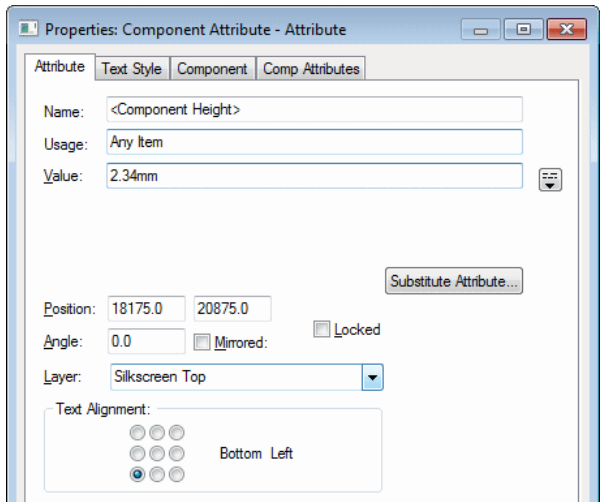 Properties: Component Attribute - Attribute
Attribute Text Style Component Comp Attributes
Name: <Component Height>
Usage: Any Item
Value: 2.34mm
Substitute Attribute...
Position: 18175.0 20875.0
Locked
Angle: 0.0 Mirrored:
Layer: Silkscreen Top
Text Alignment:
Bottom Left